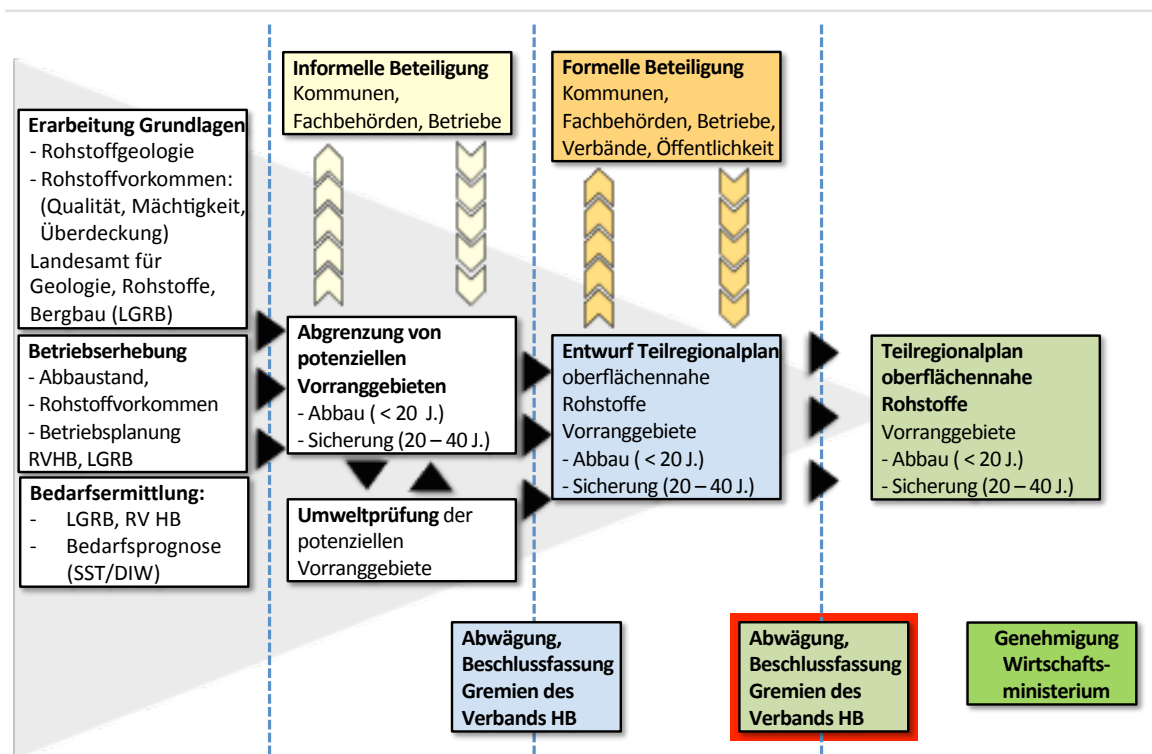 Informelle Beteiligung
Kommunen,
Fachbehörden, Betriebe
Formelle Beteiligung
Kommunen,
Fachbehörden, Betriebe,
Verbände, Öffentlichkeit
Erarbeitung Grundlagen
- Rohstoffgeologie
- Rohstoffvorkommen:
(Qualität, Mächtigkeit,
Überdeckung)
Landesamt für
Geologie, Rohstoffe,
Bergbau (LGRB)
Betriebserhebung
- Abbaustand,
- Rohstoffvorkommen
- Betriebsplanung
RVHB, LGRB
Bedarfsermittlung:
- LGRB, RV HB
- Bedarfsprognose
(SST/DIW)
Abgrenzung von
potenziellen
Vorranggebieten
- Abbau ( < 20 J.)
- Sicherung (20 – 40 J.)
Umweltprüfung der
potenziellen
Vorranggebiete
Entwurf Teilregionalplan
oberflächennahe
Rohstoffe
Vorranggebiete
- Abbau ( < 20 J.)
- Sicherung (20 – 40 J.)
Teilregionalplan
oberflächennahe
Rohstoffe
Vorranggebiete
- Abbau ( < 20 J.)
- Sicherung (20 – 40 J.)
Abwägung,
Beschlussfassung
Gremien des
Verbands HB
Abwägung,
Beschlussfassung
Gremien des
Verbands HB
Genehmigung
Wirtschafts-
ministerium